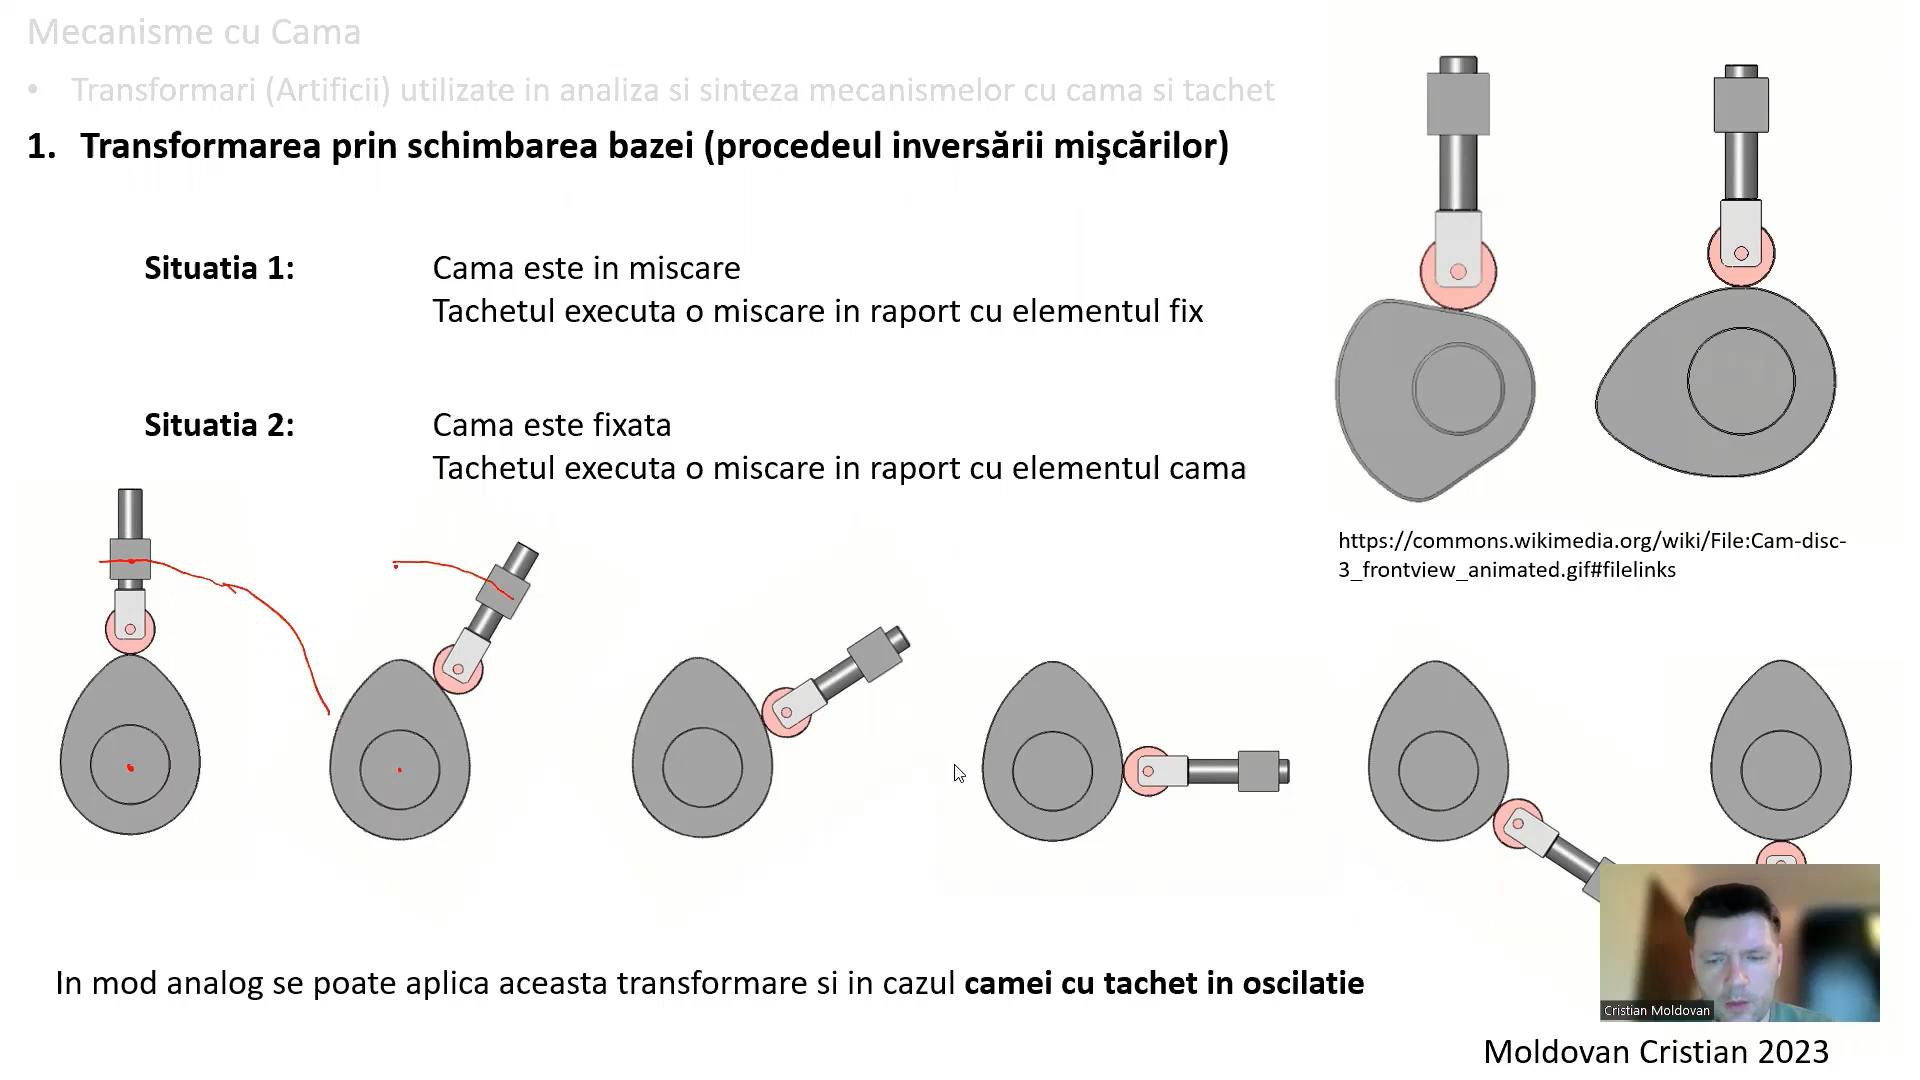 Mecanisme cu Cama
• Transformari (Artificii) utilizate in analiza si sinteza mecanismelor cu cama si tachet
1. Transformarea prin schimbarea bazei (procedeul inversării mişcărilor)
Situatia 1: Cama este in miscare
Tachetul executa o miscare in raport cu elementul fix
Situatia 2: Cama este fixata
Tachetul executa o miscare in raport cu elementul cama
https://commons.wikimedia.org/wiki/File:Cam-disc-
3_frontview_animated.gif#filelinks
In mod analog se poate aplica aceasta transformare si in cazul camei cu tachet in oscilatie
Cristian Moldovan
Moldovan Cristian 2023